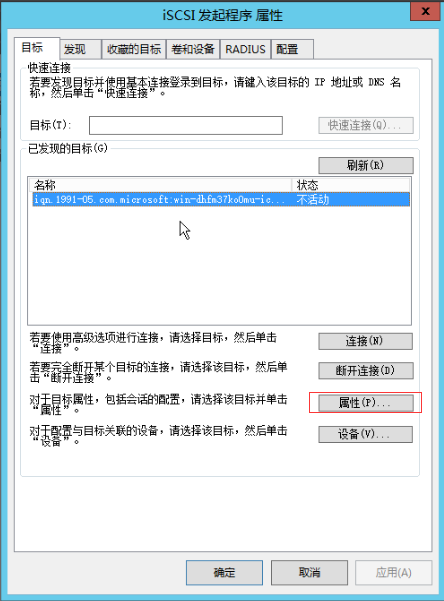 iSCSI 发起程序 属性
x
目标 发现 收藏的目标 卷和设备 RADIUS 配置
快速连接
若要发现目标并使用基本连接登录到目标，请键入该目标的 IP 地址或 DNS 名
称，然后单击“快速连接”。
目标(T):
快速连接(Q)...
已发现的目标(G)
刷新(R)
名称 状态
iqn.1991-05.com.microsoft:win-dhfm37ko0mu-ic... 不活动
若要使用高级选项进行连接，请选择目标，然后单击
“连接”。
连接(N)
若要完全断开某个目标的连接，请选择该目标，然后单
击“断开连接”。
断开连接(D)
对于目标属性，包括会话的配置，请选择该目标并单击
“属性”。
属性(P)...
对于配置与目标关联的设备，请选择该目标，然后单击
“设备”。
设备(V)...
确定 取消 应用(A)